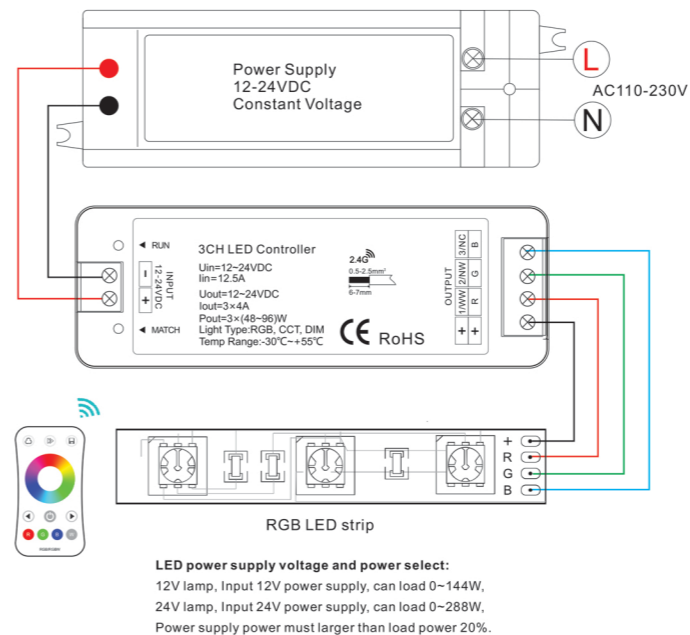 Power Supply
12-24VDC
Constant Voltage
L
AC110-230V
N
RUN
3CH LED Controller
Uin=12~24VDC
Iin=12.5A
Uout=12~24VDC
Iout=3×4A
Pout=3×(48~96)W
Light Type:RGB, CCT, DIM
Temp Range:-30℃~+55℃
− +
INPUT
12-24VDC
MATCH
2.4G
0.5-2.5mm²
6-7mm
CE RoHS
OUTPUT
+ 1/WW 2/NW 3/NC
+ R G B
+
R
G
B
RGB LED strip
LED power supply voltage and power select:
12V lamp, Input 12V power supply, can load 0~144W,
24V lamp, Input 24V power supply, can load 0~288W,
Power supply power must larger than load power 20%.